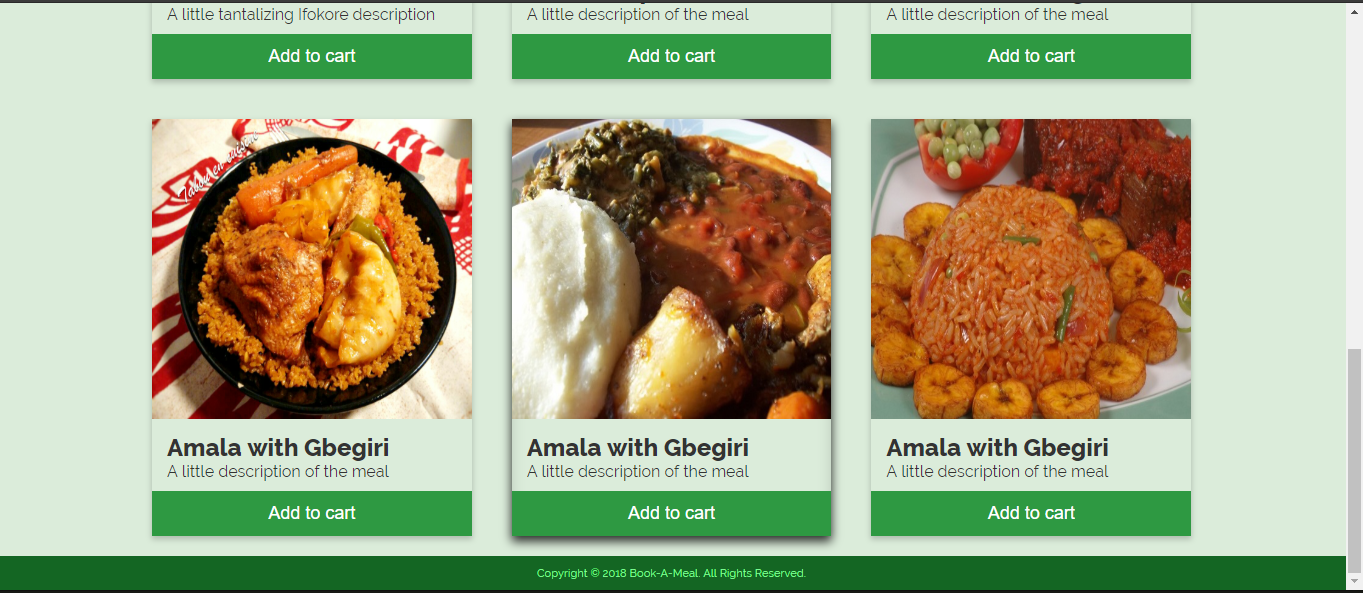 A little tantalizing Ifokore description
A little description of the meal
A little description of the meal
Add to cart
Add to cart
Add to cart
Tabou en cuisine
Amala with Gbegiri
A little description of the meal
Add to cart
Amala with Gbegiri
A little description of the meal
Add to cart
Amala with Gbegiri
A little description of the meal
Add to cart
Copyright © 2018 Book-A-Meal. All Rights Reserved.